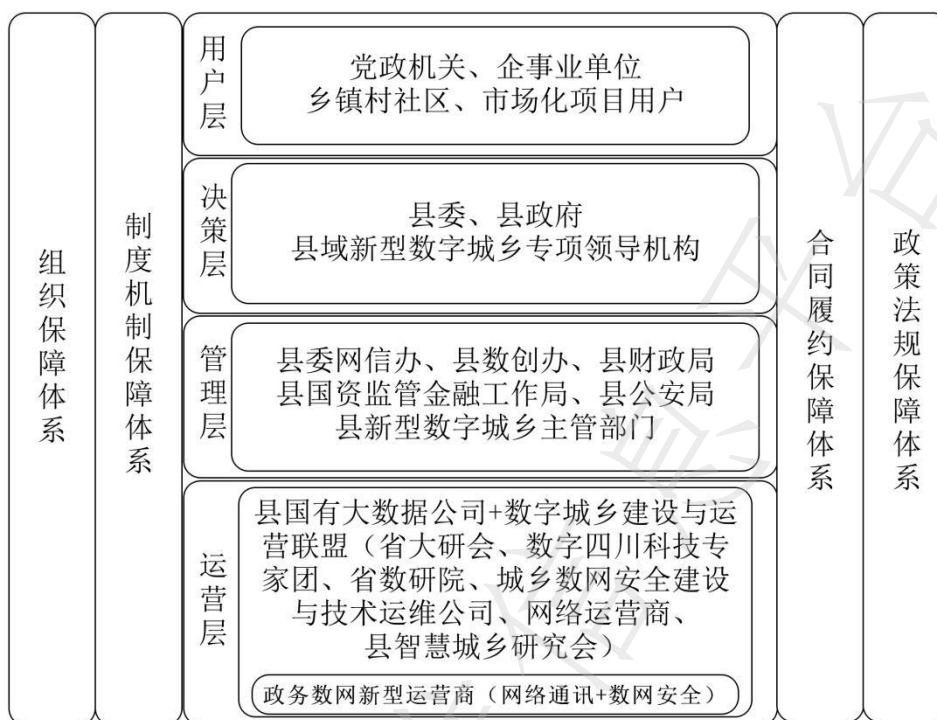 组织保障体系
制度机制保障体系
用户层
党政机关、企事业单位
乡镇村社区、市场化项目用户
决策层
县委、县政府
县域新型数字城乡专项领导机构
管理层
县委网信办、县数创办、县财政局
县国资监管金融工作局、县公安局
县新型数字城乡主管部门
运营层
县国有大数据公司+数字城乡建设与运
营联盟（省大研会、数字四川科技专
家团、省数研院、城乡数网安全建设
与技术运维公司、网络运营商、
县智慧城乡研究会）
政务数网新型运营商（网络通讯+数网安全）
合同履约保障体系
政策法规保障体系